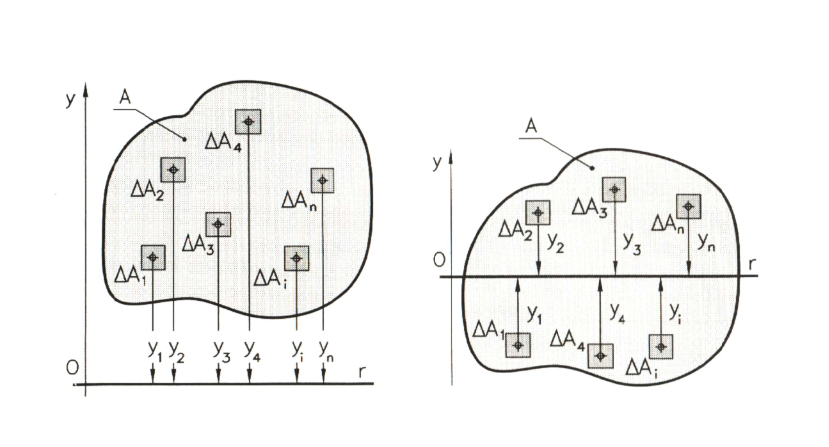 y
A
ΔA₄
ΔA₂
ΔAₙ
ΔA₃
ΔA₁
ΔAᵢ
y₁ y₂ y₃ y₄ yᵢ yₙ
O
r
A
y
ΔA₃
ΔA₂
ΔAₙ
y₂ y₃ yₙ
O
r
y₁ y₄ yᵢ
ΔA₁
ΔA₄
ΔAᵢ